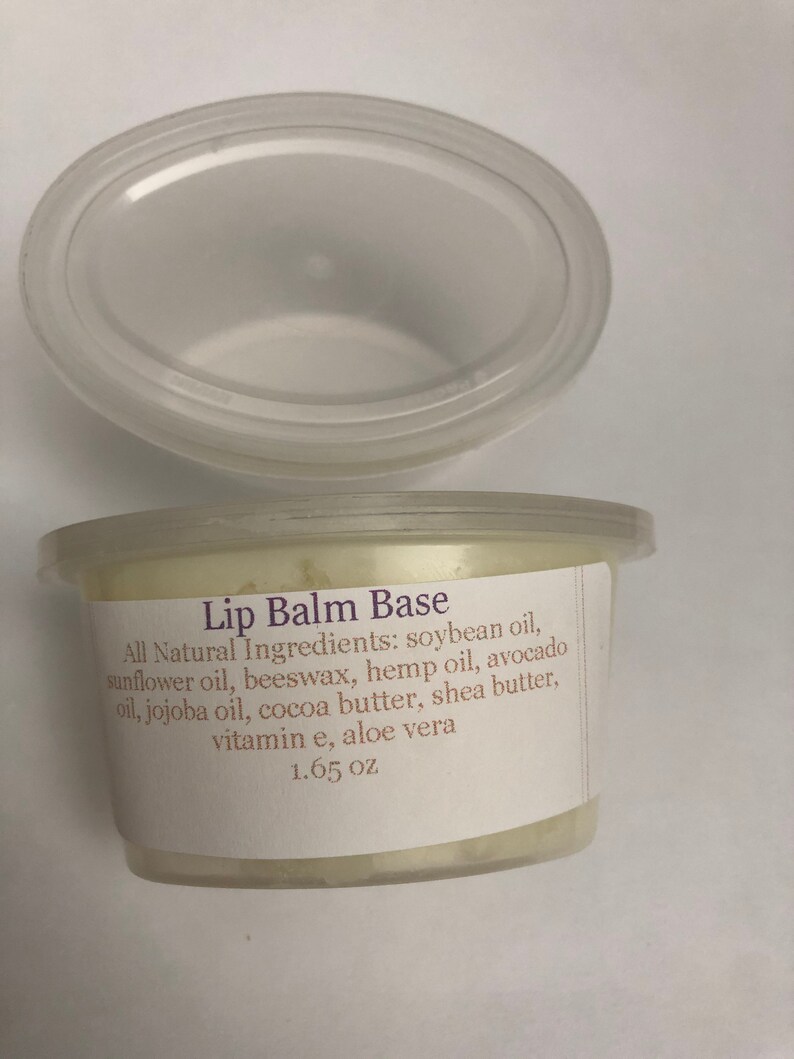 Lip Balm Base
All Natural Ingredients: soybean oil,
sunflower oil, beeswax, hemp oil, avocado
oil, jojoba oil, cocoa butter, shea butter,
vitamin e, aloe vera
1.65 oz